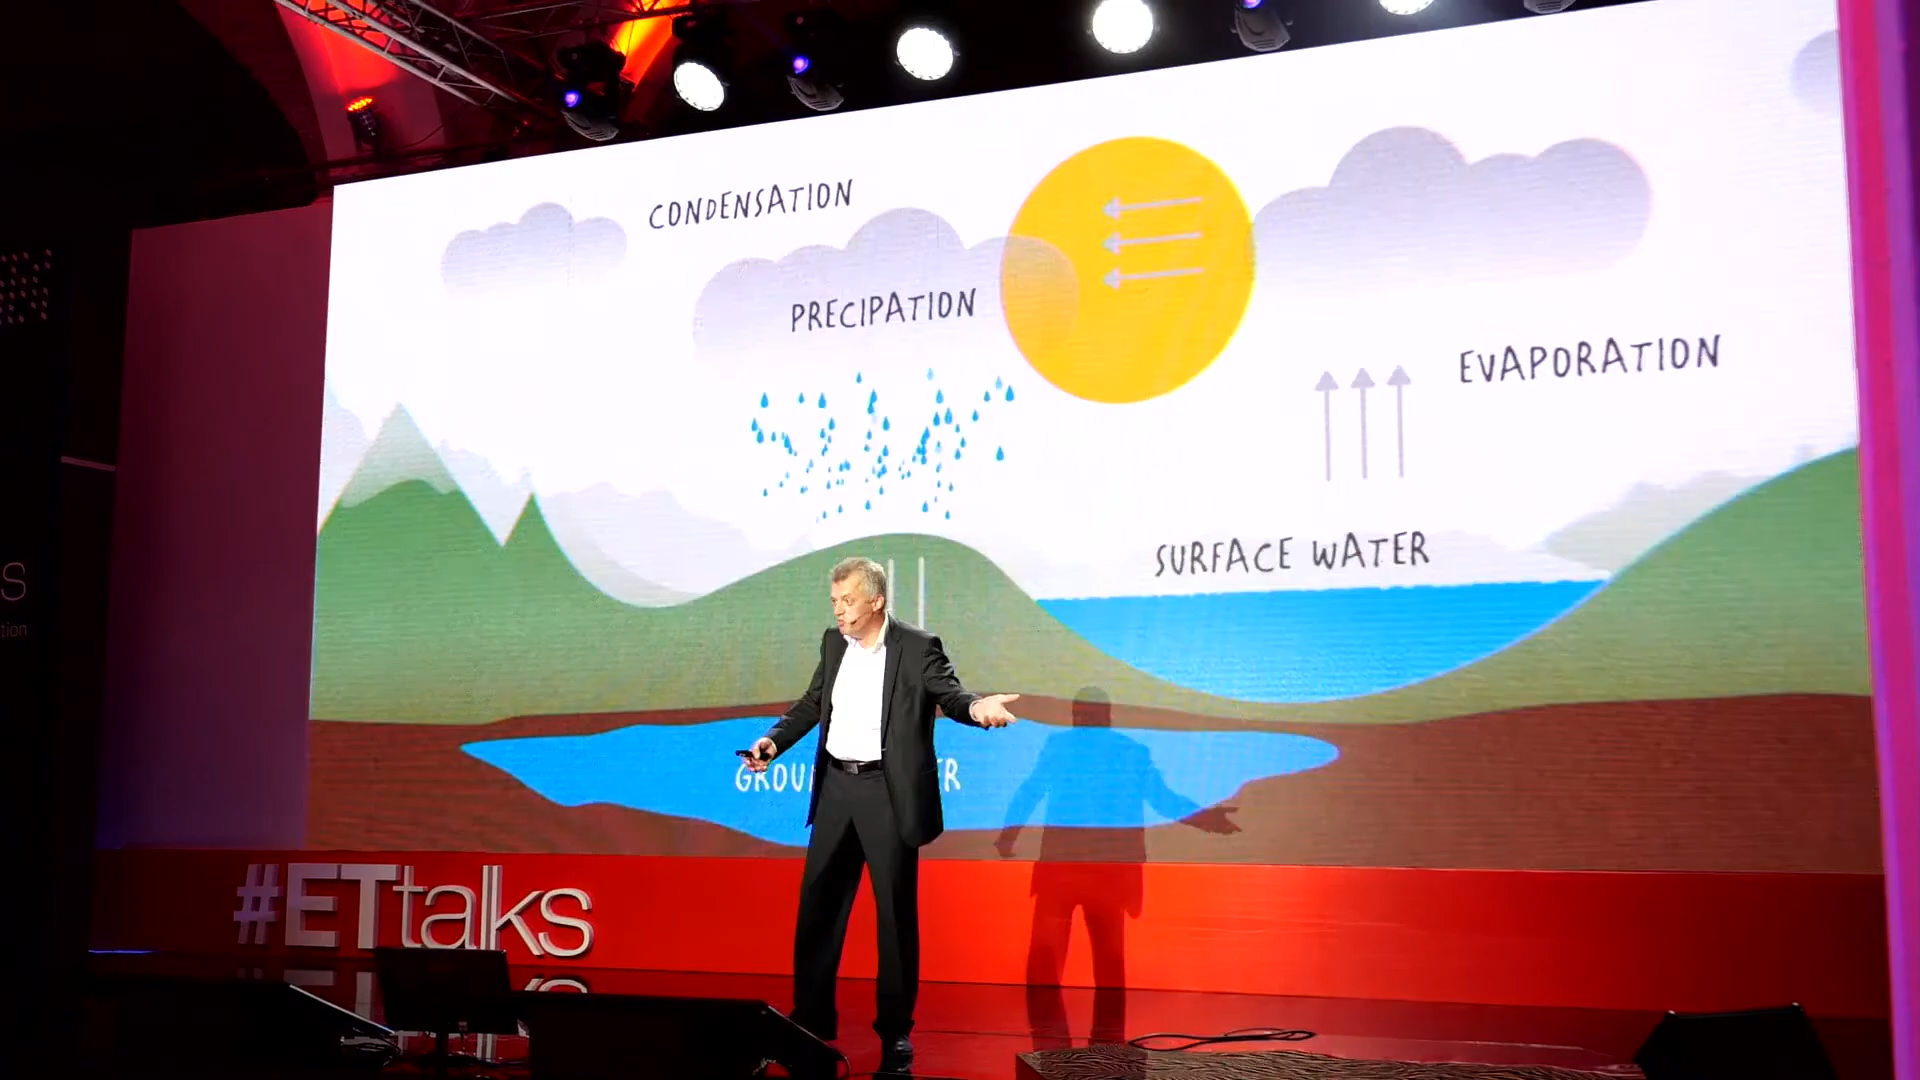 CONDENSATION
PRECIPATION
EVAPORATION
SURFACE WATER
#ETtalks